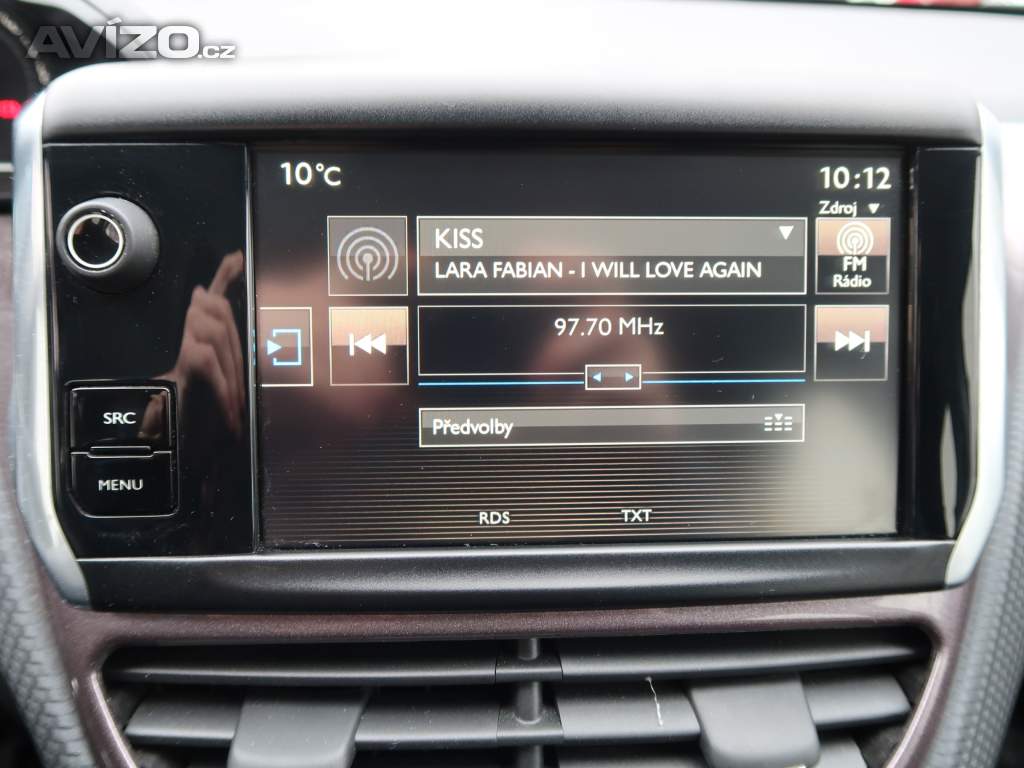 AVÍZO.cz
10°C
10:12
Zdroj
KISS
LARA FABIAN - I WILL LOVE AGAIN
FM
Rádio
97.70 MHz
SRC
Předvolby
MENU
RDS
TXT